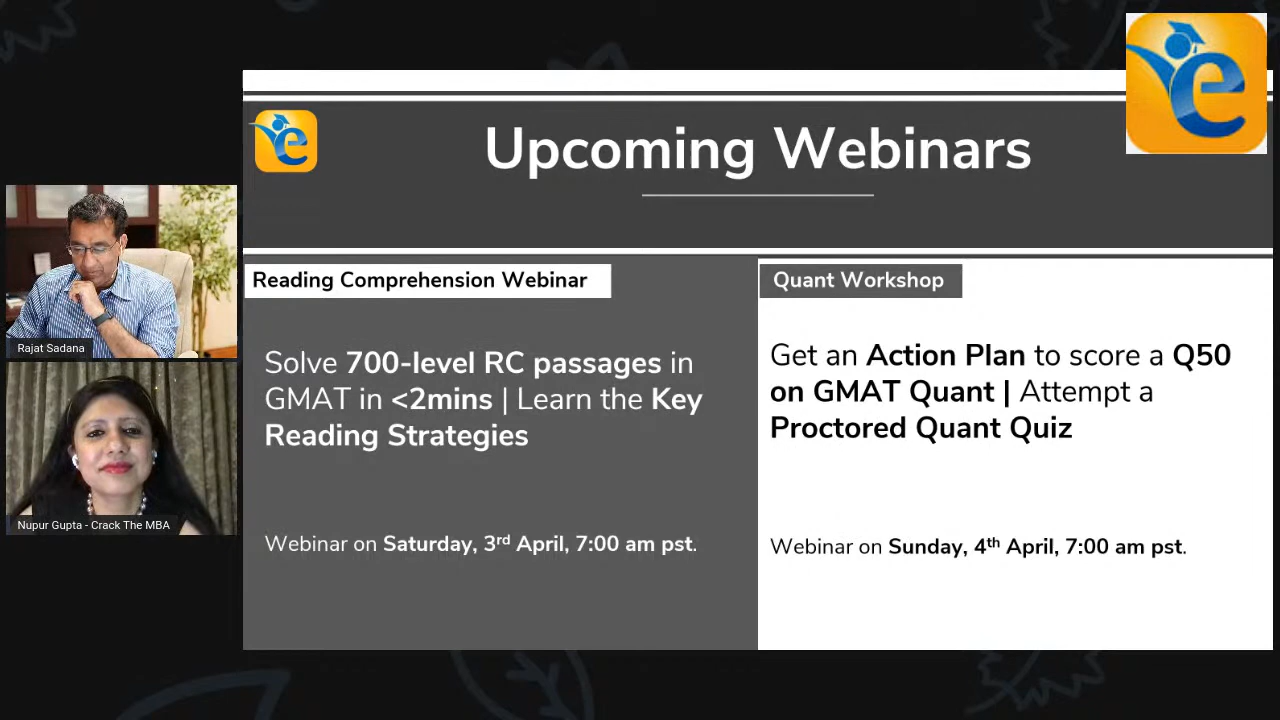 Upcoming Webinars
Rajat Sadana
Nupur Gupta - Crack The MBA
Reading Comprehension Webinar
Solve 700-level RC passages in
GMAT in <2mins | Learn the Key
Reading Strategies
Webinar on Saturday, 3rd April, 7:00 am pst.
Quant Workshop
Get an Action Plan to score a Q50
on GMAT Quant | Attempt a
Proctored Quant Quiz
Webinar on Sunday, 4th April, 7:00 am pst.